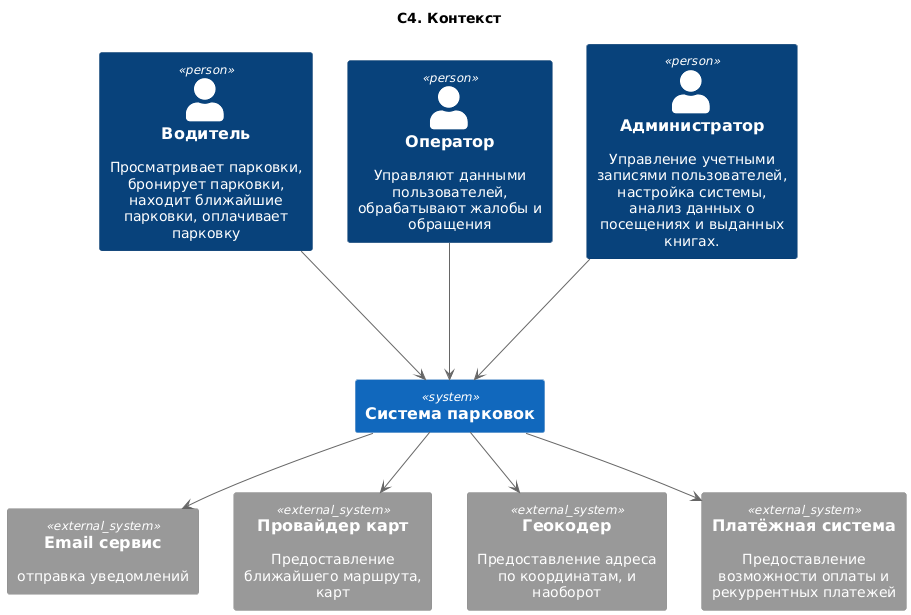 С4. Контекст
«person»
Водитель
Просматривает парковки,
бронирует парковки,
находит ближайшие
парковки, оплачивает
парковку
«person»
Оператор
Управляют данными
пользователей,
обрабатывают жалобы и
обращения
«person»
Администратор
Управление учетными
записями пользователей,
настройка системы,
анализ данных о
посещениях и выданных
книгах.
«system»
Система парковок
«external_system»
Email сервис
отправка уведомлений
«external_system»
Провайдер карт
Предоставление
ближайшего маршрута,
карт
«external_system»
Геокодер
Предоставление адреса
по координатам, и
наоборот
«external_system»
Платёжная система
Предоставление
возможности оплаты и
рекуррентных платежей